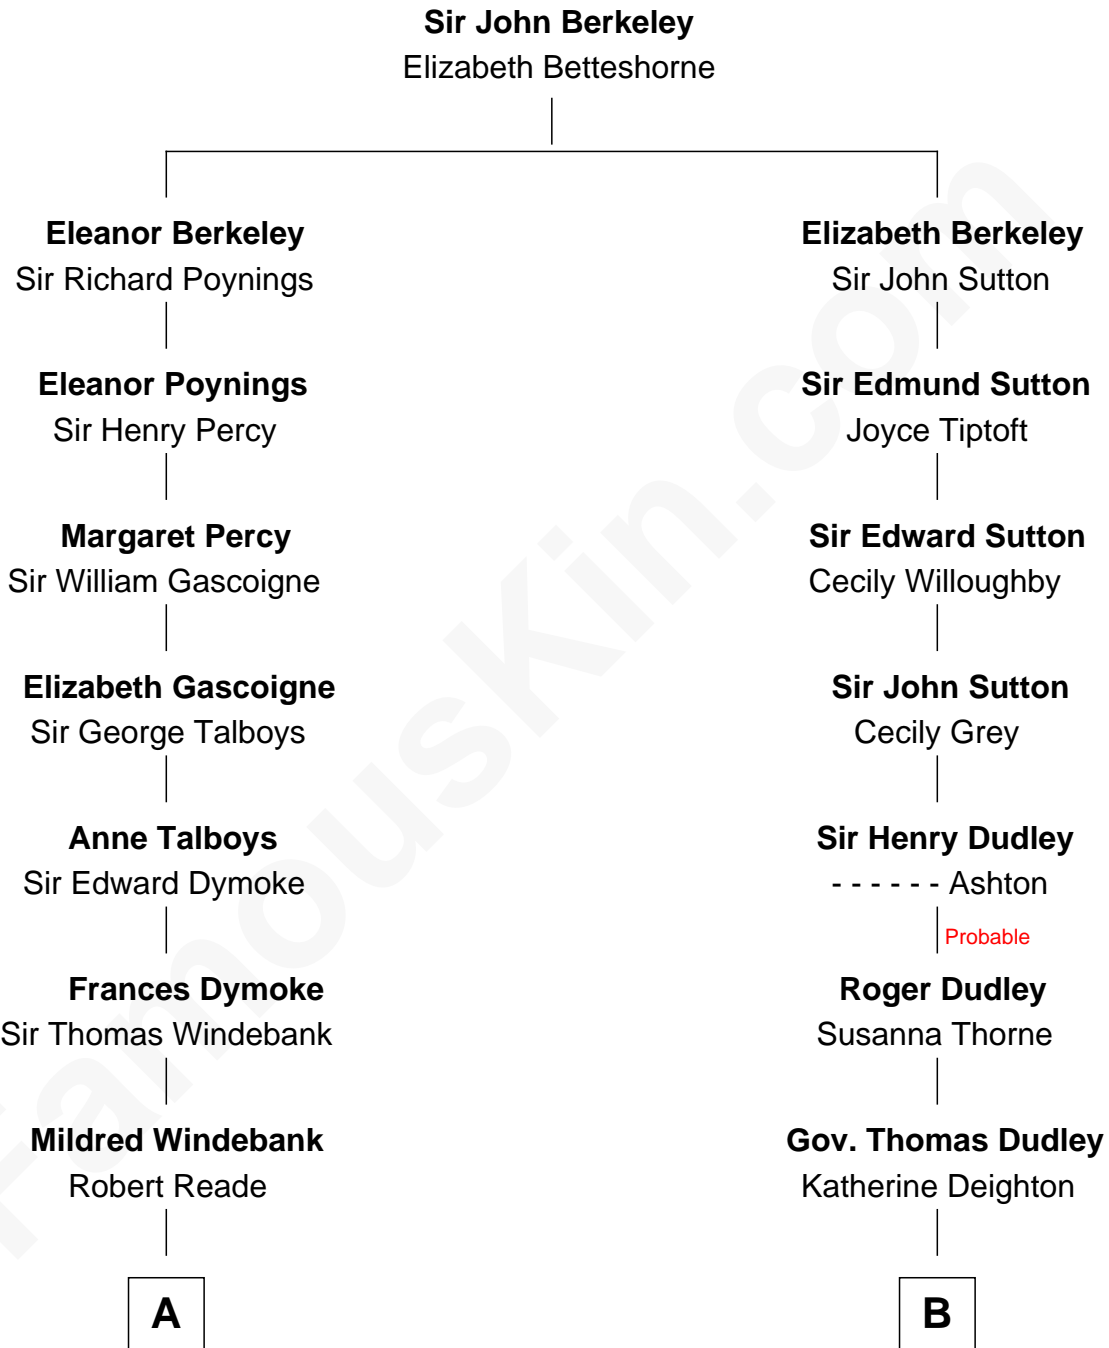 Sir John Berkeley
Elizabeth Betteshorne
Eleanor Berkeley
Sir Richard Poynings
Elizabeth Berkeley
Sir John Sutton
Eleanor Poynings
Sir Henry Percy
Sir Edmund Sutton
Joyce Tiptoft
Margaret Percy
Sir William Gascoigne
Sir Edward Sutton
Cecily Willoughby
Elizabeth Gascoigne
Sir George Talboys
Sir John Sutton
Cecily Grey
Anne Talboys
Sir Edward Dymoke
Sir Henry Dudley
- - - - - - Ashton
Probable
Frances Dymoke
Sir Thomas Windebank
Roger Dudley
Susanna Thorne
Mildred Windebank
Robert Reade
Gov. Thomas Dudley
Katherine Deighton
A
B
FamousKin.com